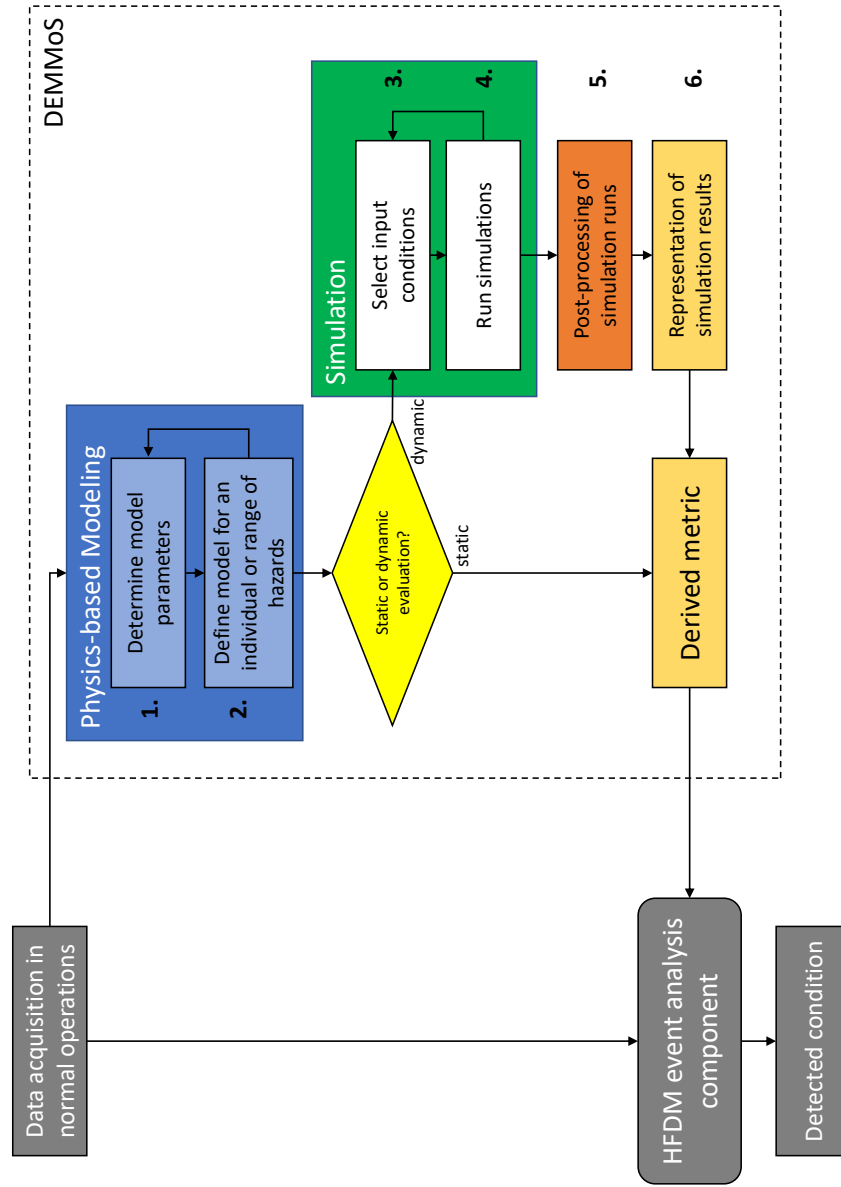 DEMMoS
Data acquisition in
normal operations
Physics-based Modeling
1.
Determine model
parameters
2.
Define model for an
individual or range of
hazards
Static or dynamic
evaluation?
dynamic
static
Simulation
Select input
conditions
3.
Run simulations
4.
Post-processing of
simulation runs
5.
Representation of
simulation results
6.
Derived metric
HFDM event analysis
component
Detected condition